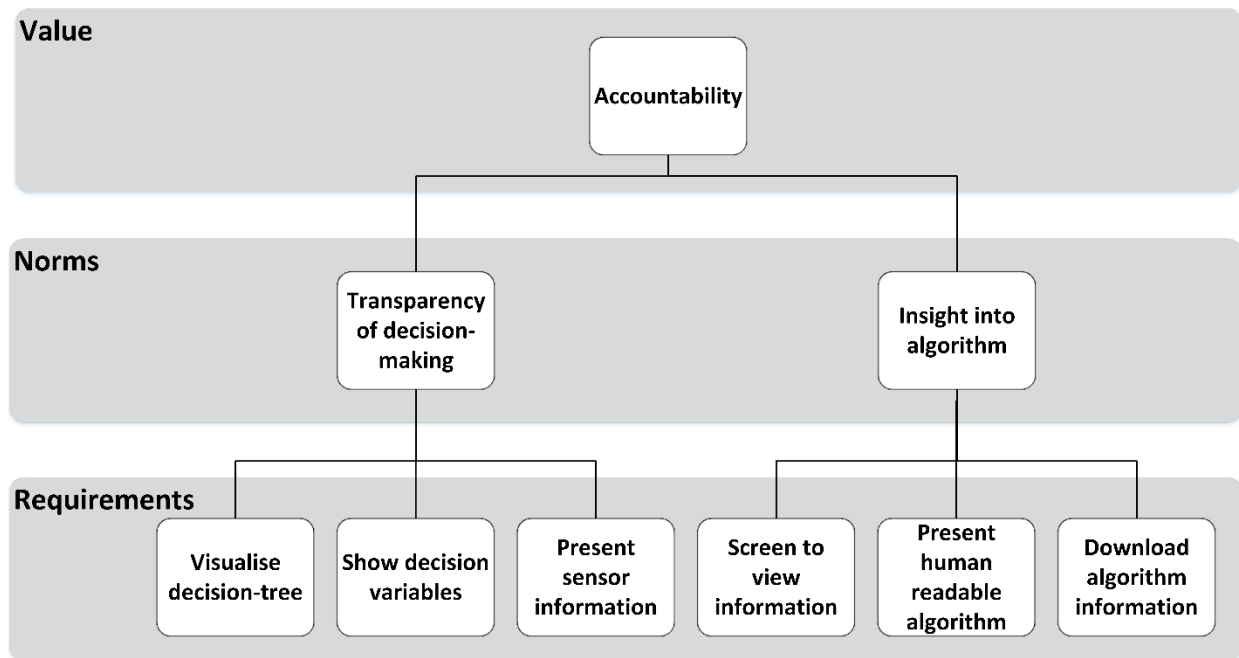 Value
Accountability
Norms
Transparency
of decision-
making
Insight into
algorithm
Requirements
Visualise
decision-tree
Show decision
variables
Present
sensor
information
Screen to
view
information
Present
human
readable
algorithm
Download
algorithm
information